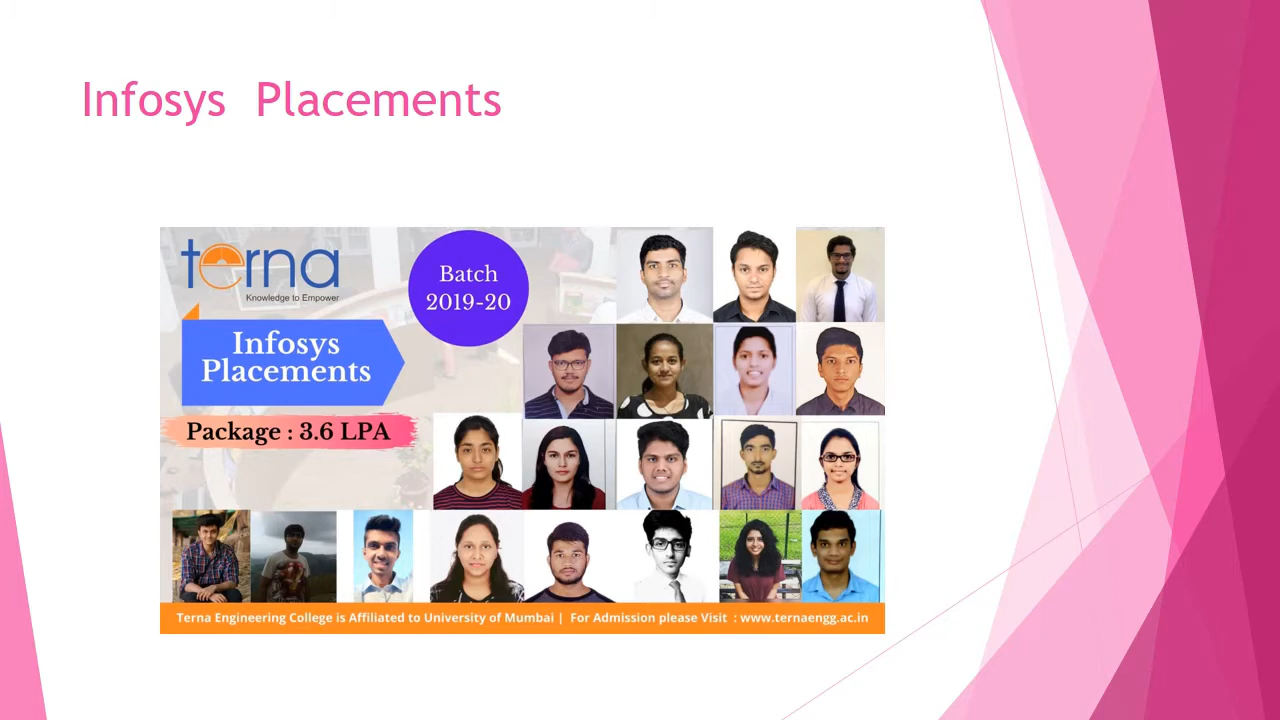 Infosys  Placements
terna
Knowledge to Empower
Batch
2019-20
Infosys
Placements
Package : 3.6 LPA
Terna Engineering College is Affiliated to University of Mumbai |  For Admission please Visit  : www.ternaengg.ac.in